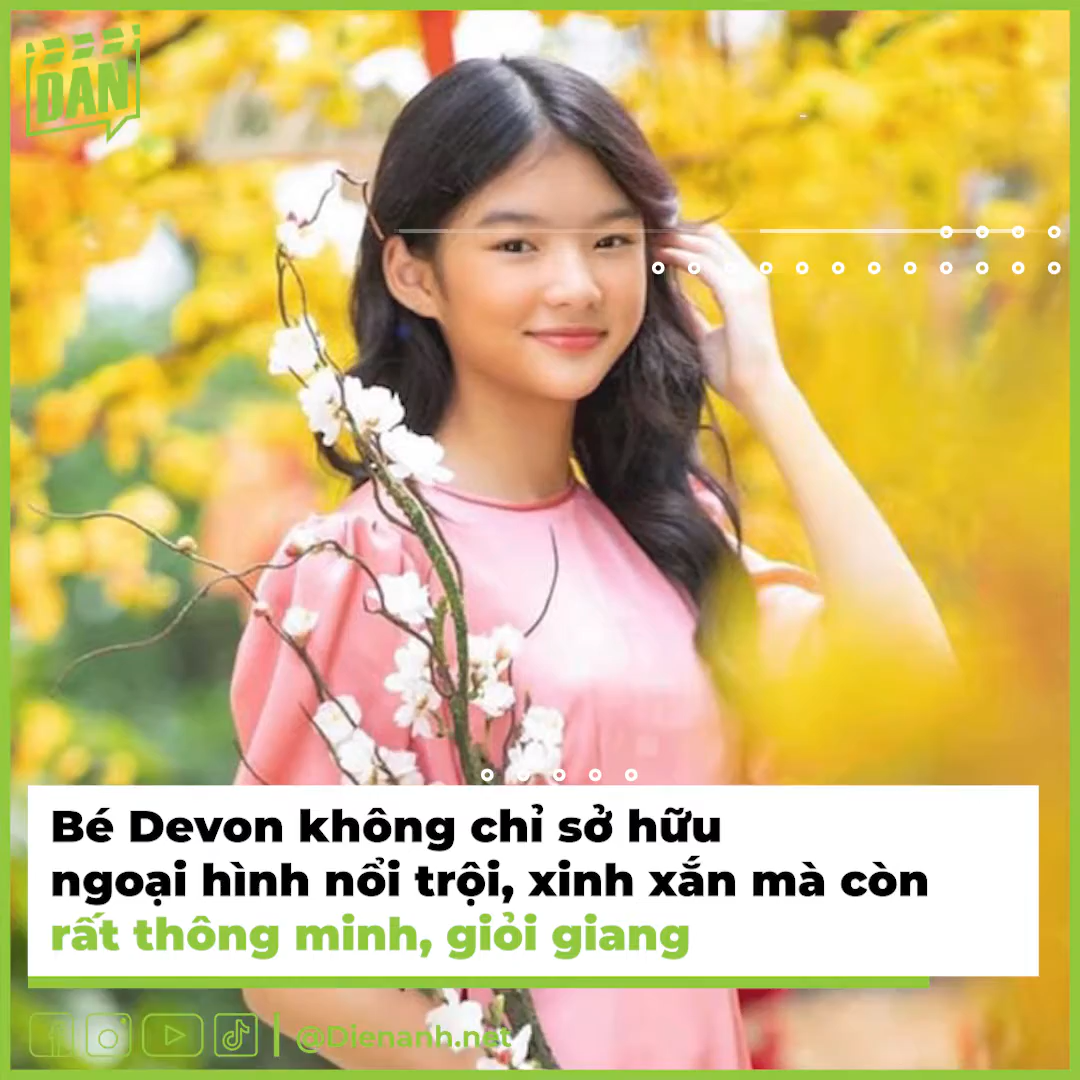 DAN
Bé Devon không chỉ sở hữu
ngoại hình nổi trội, xinh xắn mà còn
rất thông minh, giỏi giang
@Dienanh.net